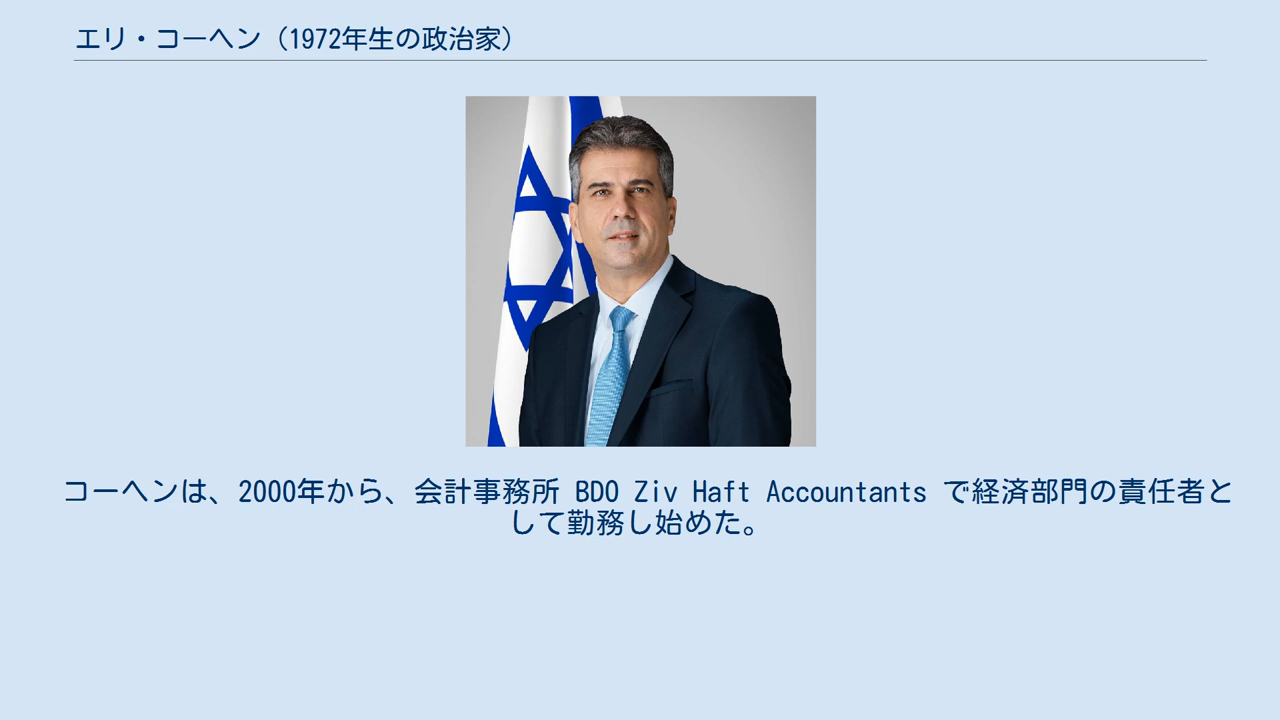 エリ・コーヘン（1972年生の政治家）
コーヘンは、2000年から、会計事務所 BDO Ziv Haft Accountants で経済部門の責任者と
して勤務し始めた。